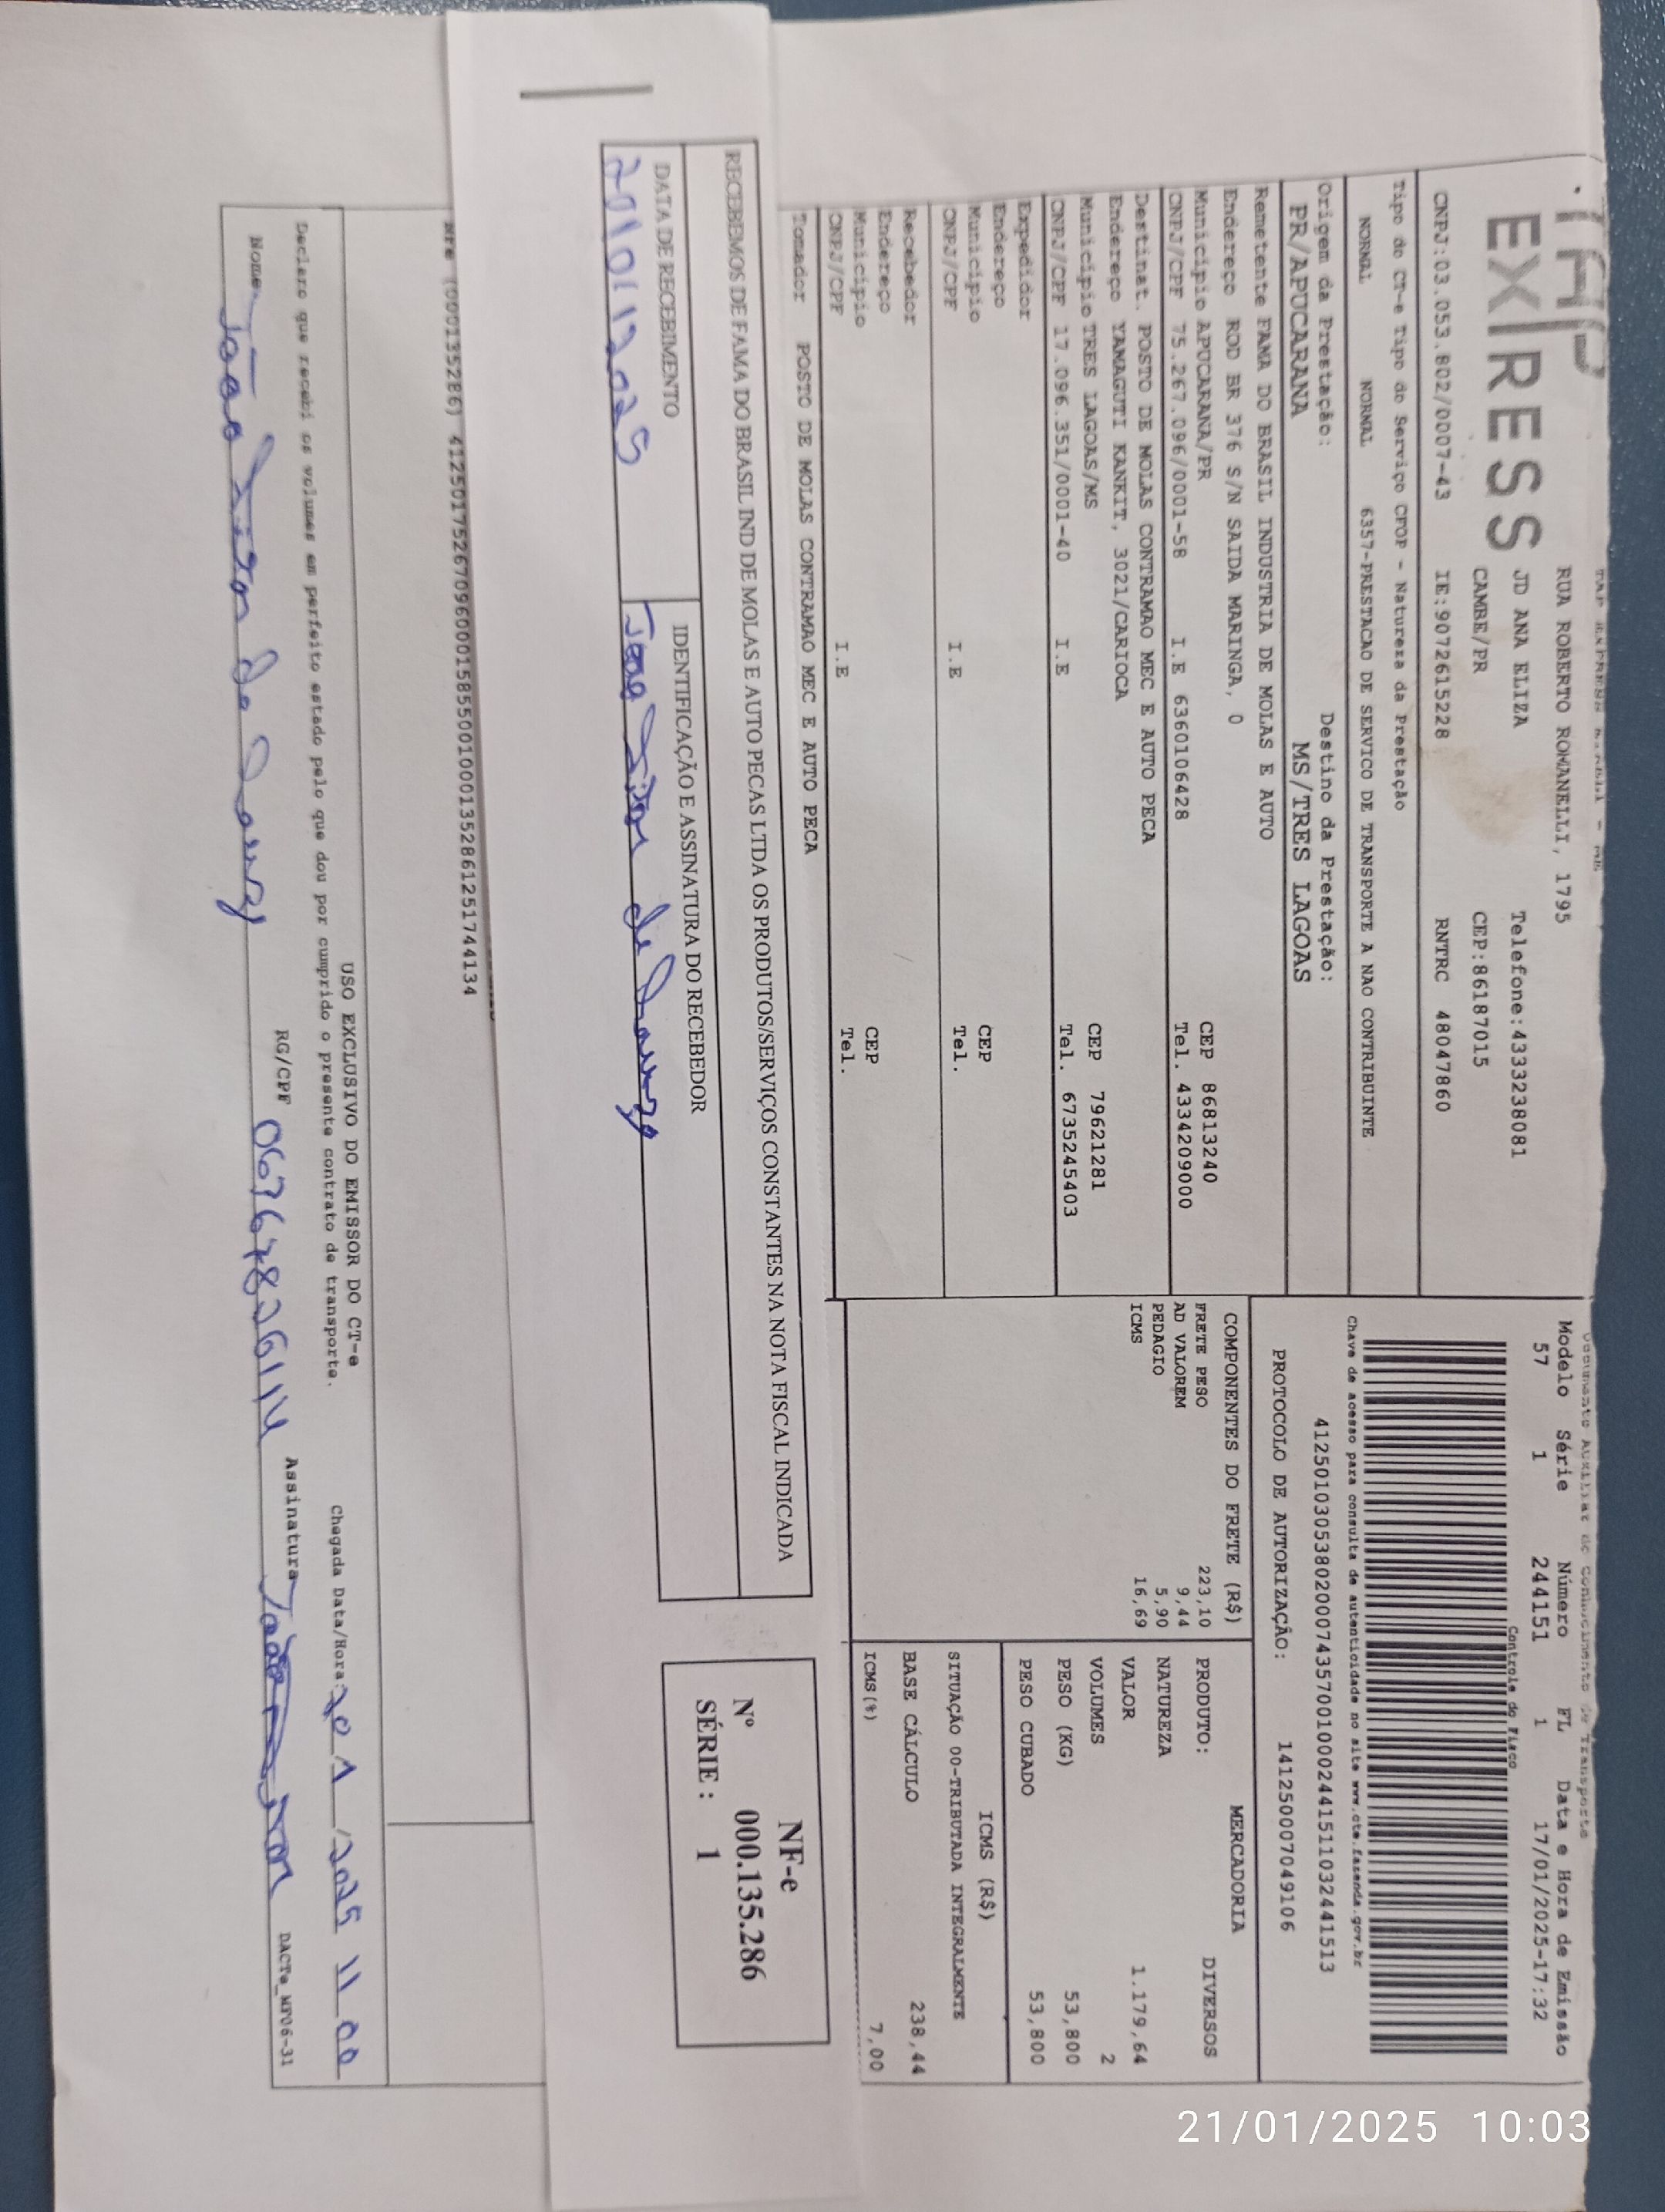 EXPRESS
RUA ROBERTO ROMANELLI, 1795
JD ANA ELIZA Telefone:4333238081
CAMBE/PR CEP:86187015
CNPJ:03.053.802/0007-43 IE:9072615228 RNTRC 48047860
Tipo do CT-e Tipo do Serviço CFOP - Natureza da Prestação
NORMAL NORMAL 6357-PRESTACAO DE SERVICO DE TRANSPORTE A NAO CONTRIBUINTE
Origem da Prestação: Destino da Prestação:
PR/APUCARANA MS/TRES LAGOAS
Remetente FAMA DO BRASIL INDUSTRIA DE MOLAS E AUTO
Endereço ROD BR 376 S/N SAIDA MARINGA, 0
Município APUCARANA/PR CEP 86813240
CNPJ/CPF 75.267.096/0001-58 I.E 6360106428 Tel. 4334209000
Destinat. POSTO DE MOLAS CONTRAMAO MEC E AUTO PECA
Endereço YAMAGUTI KANKIT, 3021/CARIOCA
Município TRES LAGOAS/MS CEP 79621281
CNPJ/CPF 17.096.351/0001-40 I.E Tel. 6735245403
Expedidor
Endereço
Município CEP
CNPJ/CPF I.E Tel.
Recebedor
Endereço
Município CEP
CNPJ/CPF I.E Tel.
Tomador POSTO DE MOLAS CONTRAMAO MEC E AUTO PECA
Documento Auxiliar de Conhecimento de Transporte
Modelo Série Número FL Data e Hora de Emissão
57 1 244151 1 17/01/2025-17:32
Controle do Fisco
Chave de acesso para consulta de autenticidade no site www.cte.fazenda.gov.br
41250103053802000743570010002441511032441513
PROTOCOLO DE AUTORIZAÇÃO: 141250007049106
COMPONENTES DO FRETE (R$)
FRETE PESO 223,10
AD VALOREM 9,44
PEDAGIO 5,90
ICMS 16,69
MERCADORIA
PRODUTO: DIVERSOS
NATUREZA
VALOR 1.179,64
VOLUMES 2
PESO (KG) 53,800
PESO CUBADO 53,800
ICMS (R$)
SITUAÇÃO 00-TRIBUTADA INTEGRALMENTE
BASE CÁLCULO 238,44
ICMS(%) 7,00
RECEBEMOS DE FAMA DO BRASIL IND DE MOLAS E AUTO PECAS LTDA OS PRODUTOS/SERVIÇOS CONSTANTES NA NOTA FISCAL INDICADA
DATA DE RECEBIMENTO IDENTIFICAÇÃO E ASSINATURA DO RECEBEDOR
NF-e
Nº 000.135.286
SÉRIE: 1
NFe (000135286) 41250175267096000158550010001352861251744134
USO EXCLUSIVO DO EMISSOR DO CT-e
Declaro que recebi os volumes em perfeito estado pelo que dou por cumprido o presente contrato de transporte.
Chegada Data/Hora: 20 1 /2025 11 00
Nome: RG/CPF Assinatura
DACTe_MP06-31
21/01/2025 10:03